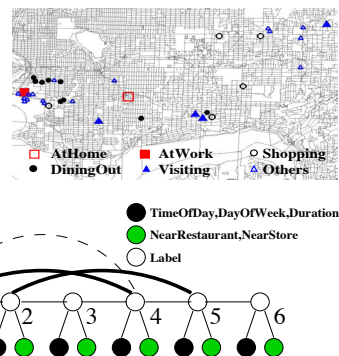 AtHome AtWork Shopping
DiningOut Visiting Others
TimeOfDay,DayOfWeek,Duration
NearRestaurant,NearStore
Label
2 3 4 5 6